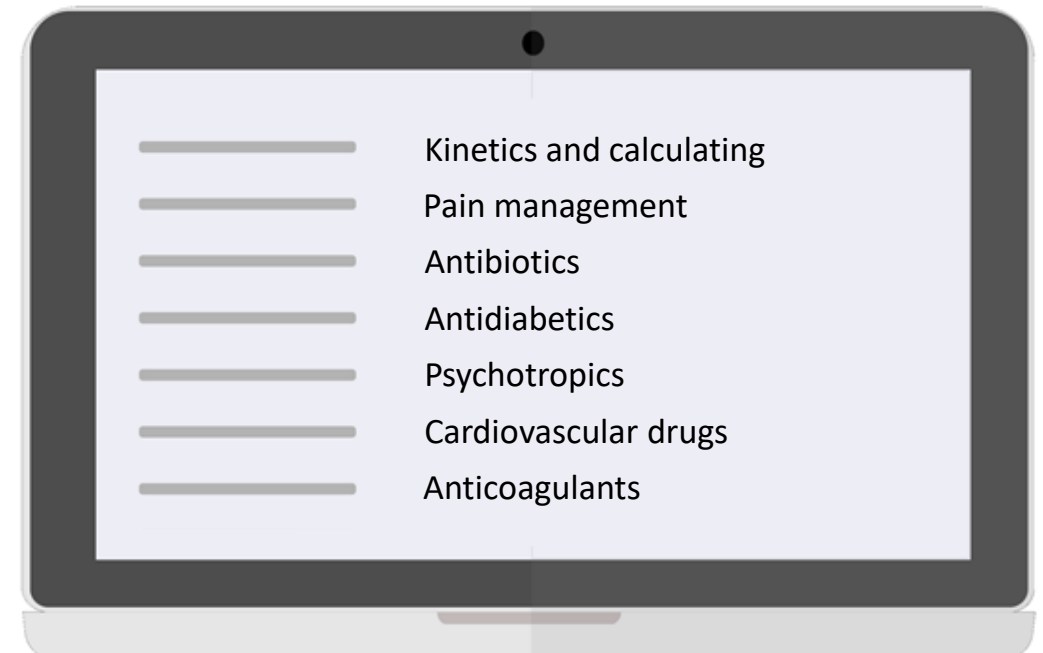 Kinetics and calculating
Pain management
Antibiotics
Antidiabetics
Psychotropics
Cardiovascular drugs
Anticoagulants